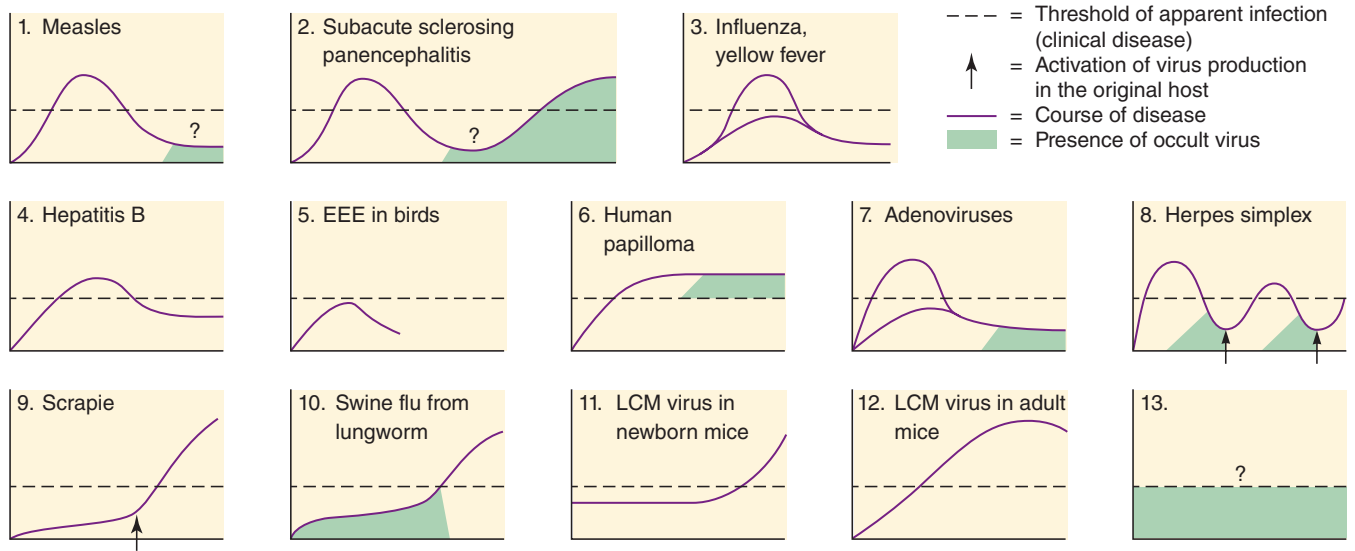 1. Measles
?
2. Subacute sclerosing
panencephalitis
?
3. Influenza,
yellow fever
= Threshold of apparent infection
(clinical disease)
= Activation of virus production
in the original host
= Course of disease
= Presence of occult virus
4. Hepatitis B
5. EEE in birds
6. Human
papilloma
7. Adenoviruses
8. Herpes simplex
9. Scrapie
10. Swine flu from
lungworm
11. LCM virus in
newborn mice
12. LCM virus in adult
mice
13.
?